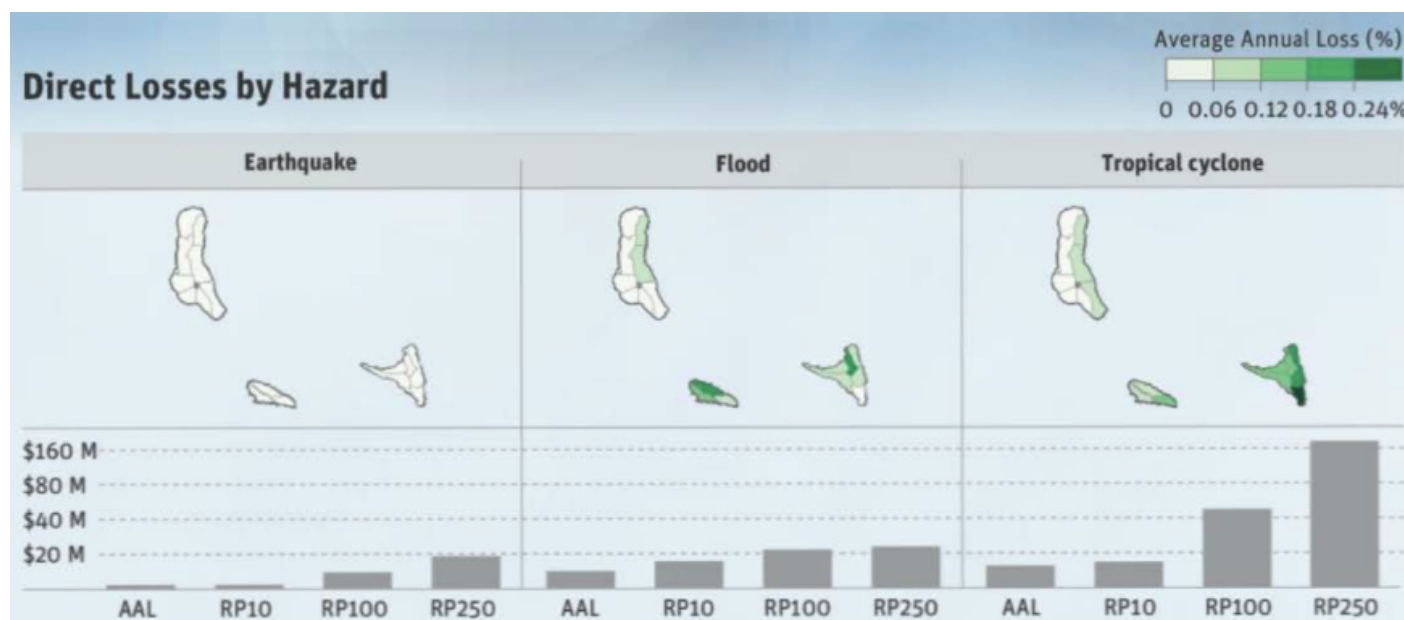 Average Annual Loss (%)
Direct Losses by Hazard
0 0.06 0.12 0.18 0.24%
Earthquake Flood Tropical cyclone
$160 M
$80 M
$40 M
$20 M
AAL RP10 RP100 RP250 AAL RP10 RP100 RP250 AAL RP10 RP100 RP250